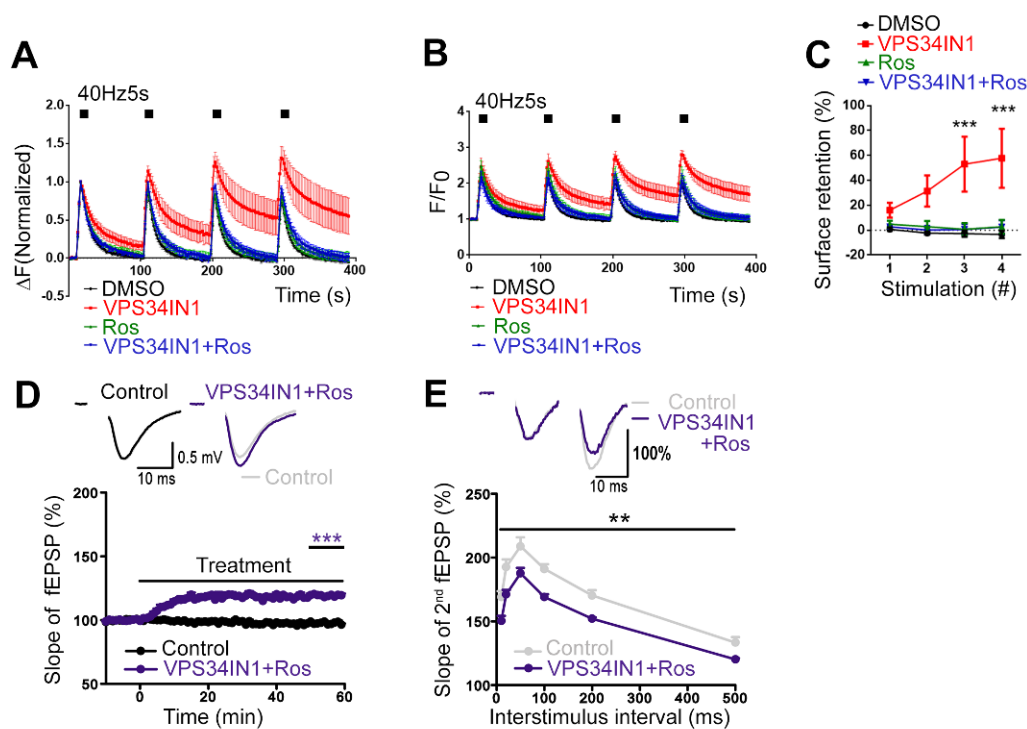 A
40Hz5s
ΔF(Normalized)
2.0
1.5
1.0
0.5
0.0
-0.5
100 200 300 400
Time (s)
DMSO
VPS34IN1
Ros
VPS34IN1+Ros
B
40Hz5s
F/F0
4
3
2
1
0
0 100 200 300 400
Time (s)
DMSO
VPS34IN1
Ros
VPS34IN1+Ros
C
DMSO
VPS34IN1
Ros
VPS34IN1+Ros
Surface retention (%)
100
80
60
40
20
0
-20
*** ***
1 2 3 4
Stimulation (#)
D
Control
VPS34IN1+Ros
0.5 mV
10 ms
Control
Slope of fEPSP (%)
200
150
100
50
***
Treatment
Control
VPS34IN1+Ros
0 20 40 60
Time (min)
E
Control
VPS34IN1
+Ros
100%
10 ms
Slope of 2nd fEPSP (%)
250
200
150
100
**
Control
VPS34IN1+Ros
0 100 200 300 400 500
Interstimulus interval (ms)